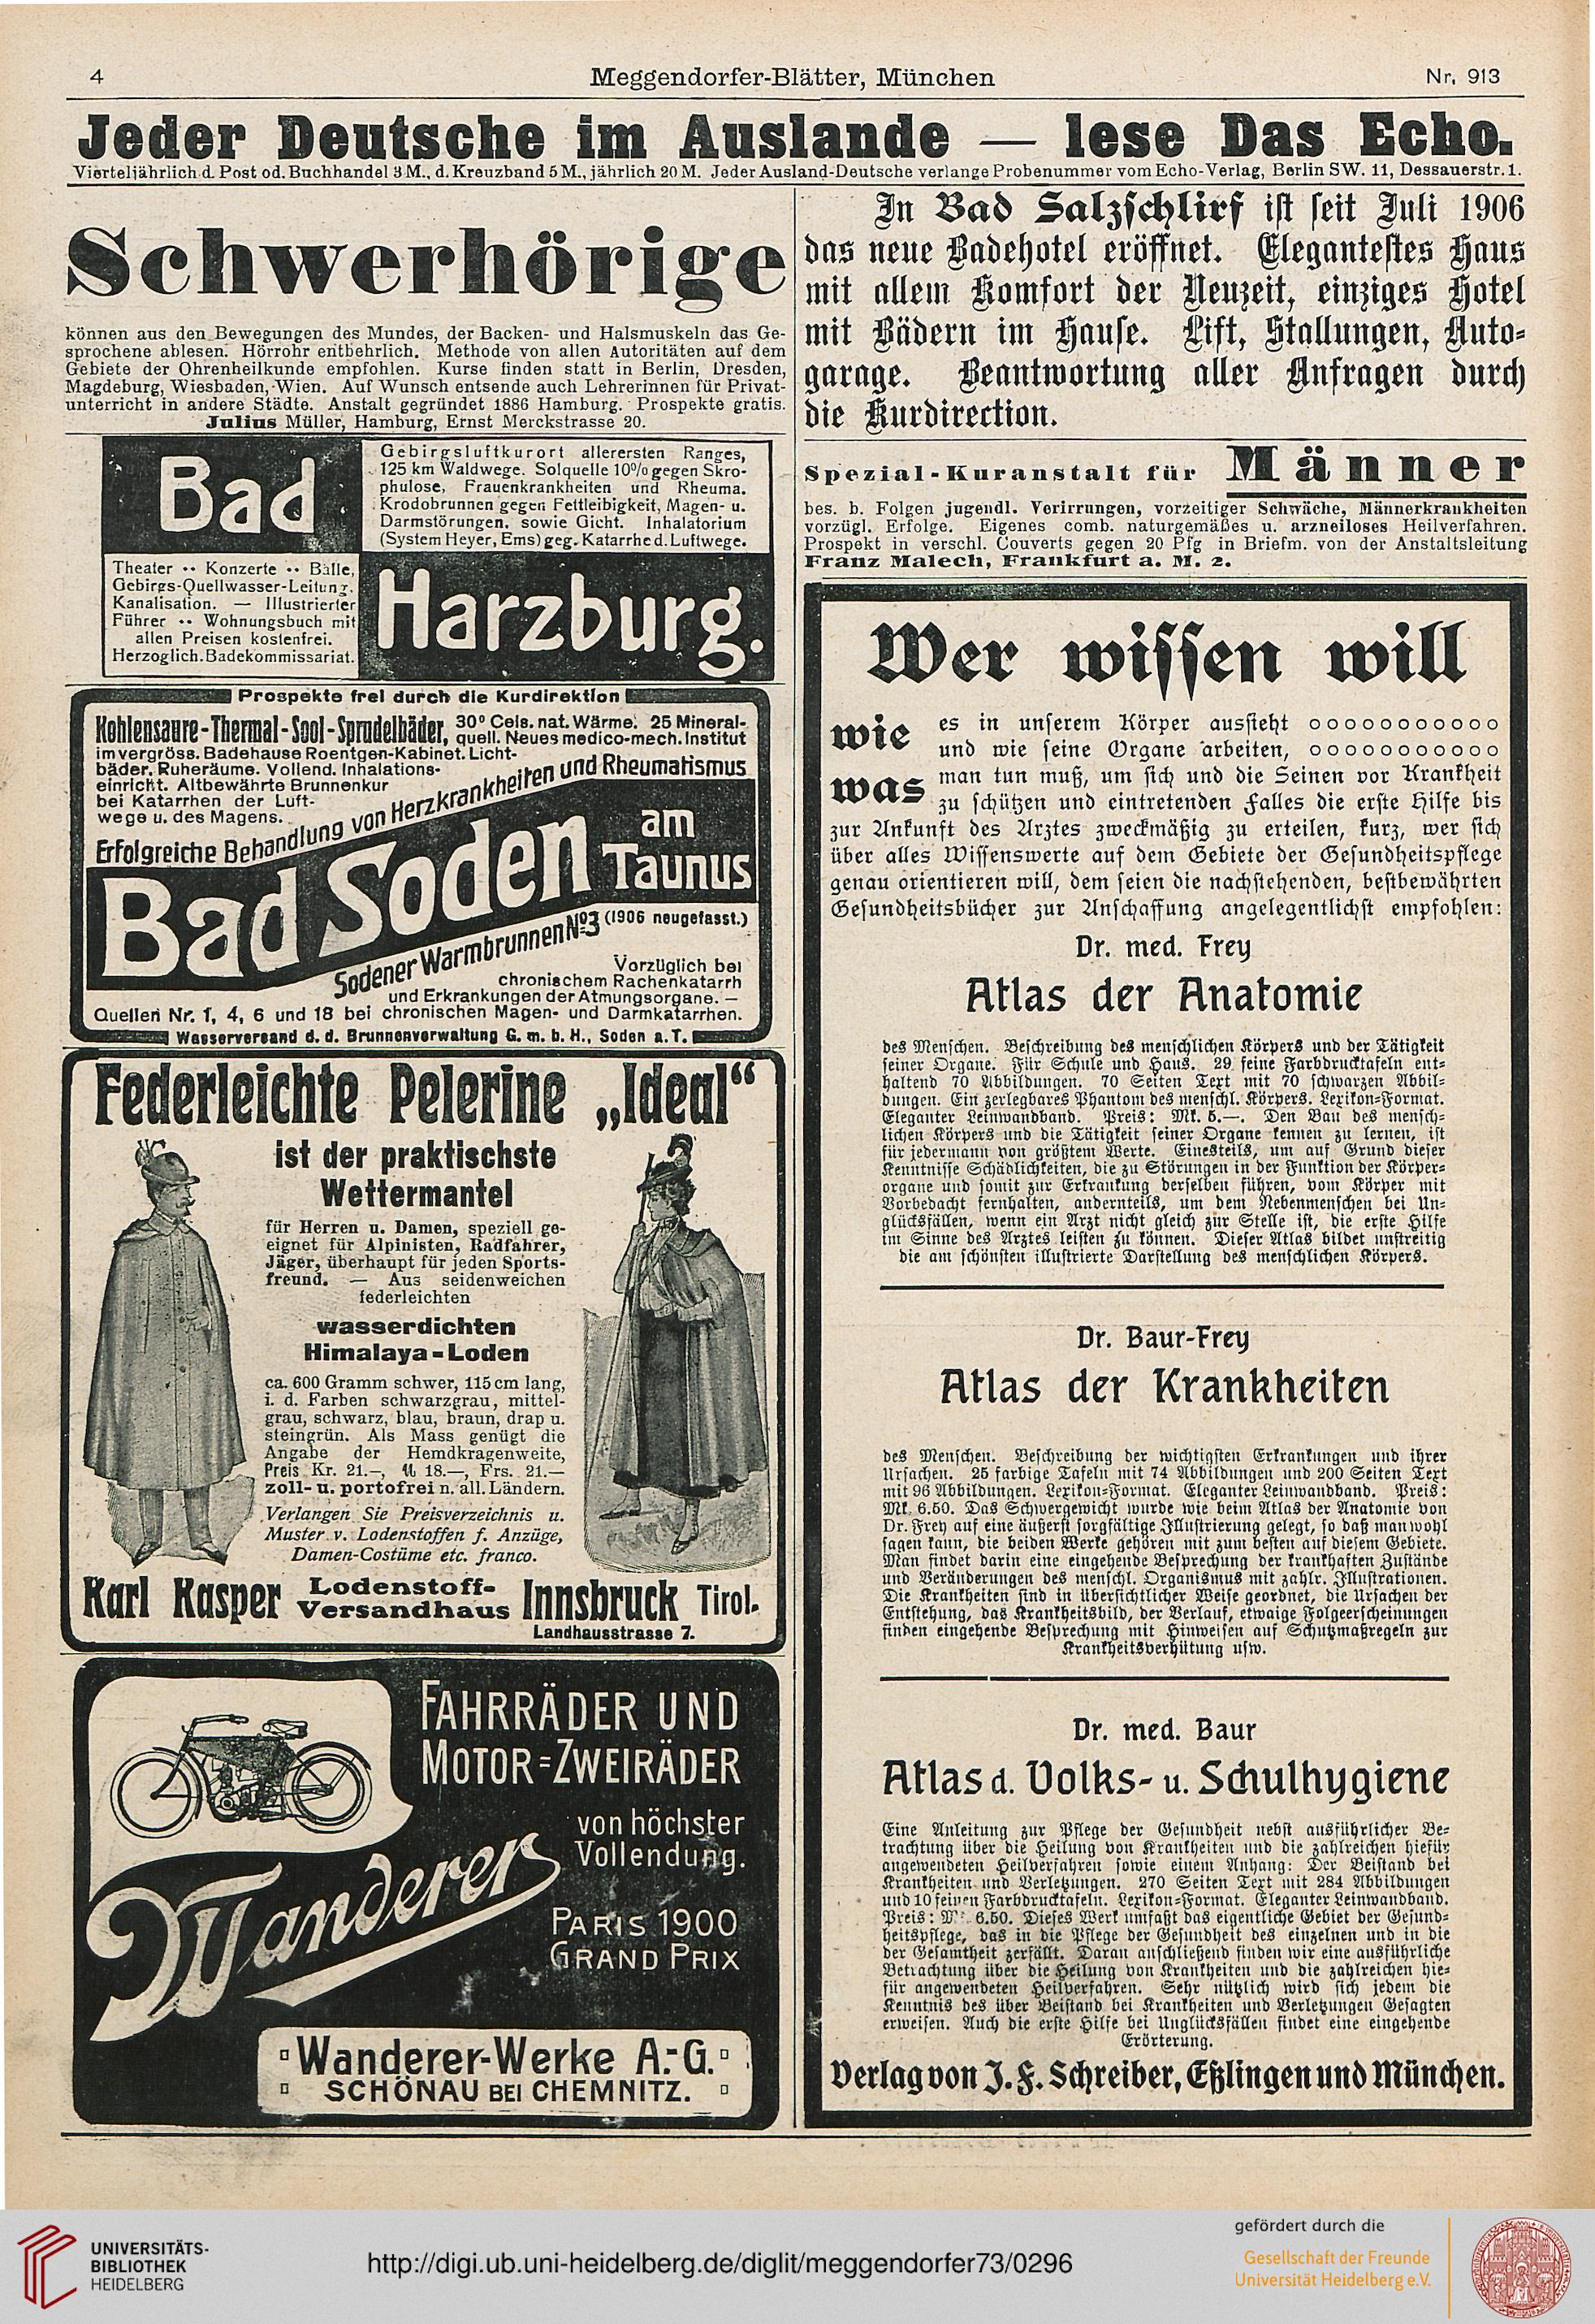 4
Meggendorfer-Blätter, München
Nr. 913
Jeder Deutsche im Auslande — lese Das Echo.
Vierteljährlich d. Post od. Buchhandel 3 M., d. Kreuzband 5 M., jährlich 20 M. Jeder Ausland-Deutsche verlange Probenummer vom Echo-Verlag, Berlin SW. 11, Dessauerstr. 1.
Schwerhörige
können aus den Bewegungen des Mundes, der Backen- und Halsmuskeln das Ge-
sprochene ablesen. Hörrohr entbehrlich. Methode von allen Autoritäten auf dem
Gebiete der Ohrenheilkunde empfohlen. Kurse finden statt in Berlin, Dresden,
Magdeburg, Wiesbaden, Wien. Auf Wunsch entsende auch Lehrerinnen für Privat-
unterricht in andere Städte. Anstalt gegründet 1886 Hamburg. Prospekte gratis.
Julius Müller, Hamburg, Ernst Merckstrasse 20.
Bad
Gebirgsluftkurort allerersten Ranges,
125 km Waldwege. Solquelle 10% gegen Skro-
phulose, Frauenkrankheiten und Rheuma.
Krodobrunnen gegen Fettleibigkeit, Magen- u.
Darmstörungen, sowie Gicht. Inhalatorium
(System Heyer, Ems) geg. Katarrhe d. Luftwege.
Theater •• Konzerte •• Bälle,
Gebirgs-Quellwasser-Leitung,
Kanalisation. — Illustrierter
Führer •• Wohnungsbuch mit
allen Preisen kostenfrei.
Herzoglich. Badekommissariat.
Harzburg.
Prospekte frei durch die Kurdirektion
Kohlensaure-Thermal-Sool-Sprudelbäder, 30° Cels. nat. Wärme. 25 Mineral-
quell. Neues medico-mech. Institut
im vergröss. Badehause Roentgen-Kabinet. Licht-
bäder. Ruheräume. Vollend. Inhalations-
einricht. Altbewährte Brunnenkur
bei Katarrhen der Luft-
wege u. des Magens.
Erfolgreiche Behandlung von Herzkrankheiten und Rheumatismus
Bad Soden am Taunus
Sodener Warmbrunnen No 3 (1906 neugefasst.)
Vorzüglich bei
chronischem Rachenkatarrh
und Erkrankungen der Atmungsorgane. —
Quellen Nr. 1, 4, 6 und 18 bei chronischen Magen- und Darmkatarrhen.
Wasserversand d. d. Brunnenverwaltung G. m. b. H., Soden a. T.
Federleichte Pelerine „Ideal“
ist der praktischste
Wettermantel
für Herren u. Damen, speziell ge-
eignet für Alpinisten, Radfahrer,
Jäger, überhaupt für jeden Sports-
freund. — Aus seidenweichen
federleichten
wasserdichten
Himalaya-Loden
ca. 600 Gramm schwer, 115 cm lang,
i. d. Farben schwarzgrau, mittel-
grau, schwarz, blau, braun, drap u.
steingrün. Als Mass genügt die
Angabe der Hemdkragenweite,
Preis Kr. 21.—, ℳ 18.—, Frs. 21.—
zoll- u. portofrei n. all. Ländern.
Verlangen Sie Preisverzeichnis u.
Muster v. Lodenstoffen f. Anzüge,
Damen-Costüme etc. franco.
Karl Kasper Lodenstoff-Versandhaus Innsbruck Tirol.
Landhausstrasse 7.
FAHRRÄDER UND
MOTOR=ZWEIRÄDER
von höchster
Vollendung.
Wanderer
PARIS 1900
GRAND PRIX
Wanderer-Werke A.-G.
SCHÖNAU BEI CHEMNITZ.
In Bad Salzschlirf ist seit Juli 1906
das neue Badehotel eröffnet. Elegantestes Haus
mit allem Komfort der Neuzeit, einziges Hotel
mit Bädern im Hause. Lift, Stallungen, Auto-
garage. Beantwortung aller Anfragen durch
die Kurdirection.
Spezial-Kuranstalt für Männer
bes. b. Folgen jugendl. Verirrungen, vorzeitiger Schwäche, Männerkrankheiten
vorzügl. Erfolge. Eigenes comb. naturgemäßes u. arzneiloses Heilverfahren.
Prospekt in verschl. Couverts gegen 20 Pfg in Briefm. von der Anstaltsleitung
Franz Malech, Frankfurt a. M. 2.
Wer wissen will
wie es in unserem Körper aussieht o o o o o o o o o o o
und wie seine Organe arbeiten, o o o o o o o o o o o
was man tun muß, um sich und die Seinen vor Krankheit
zu schützen und eintretenden Falles die erste Hilfe bis
zur Ankunft des Arztes zweckmäßig zu erteilen, kurz, wer sich
über alles Wissenswerte auf dem Gebiete der Gesundheitspflege
genau orientieren will, dem seien die nachstehenden, bestbewährten
Gesundheitsbücher zur Anschaffung angelegentlichst empfohlen:
Dr. med. Frey
Atlas der Anatomie
des Menschen. Beschreibung des menschlichen Körpers und der Tätigkeit
seiner Organe. Für Schule und Haus. 29 feine Farbdrucktafeln ent-
haltend 70 Abbildungen. 70 Seiten Text mit 70 schwarzen Abbil-
dungen. Ein zerlegbares Phantom des menschl. Körpers. Lexikon-Format.
Eleganter Leinwandband. Preis: Mk. 5.—. Den Bau des mensch-
lichen Körpers und die Tätigkeit seiner Organe kennen zu lernen, ist
für jedermann von größtem Werte. Einesteils, um auf Grund dieser
Kenntnisse Schädlichkeiten, die zu Störungen in der Funktion der Körper-
organe und somit zur Erkrankung derselben führen, vom Körper mit
Vorbedacht fernhalten, andernteils, um dem Nebenmenschen bei Un-
glücksfällen, wenn ein Arzt nicht gleich zur Stelle ist, die erste Hilfe
im Sinne des Arztes leisten zu können. Dieser Atlas bildet unstreitig
die am schönsten illustrierte Darstellung des menschlichen Körpers.
Dr. Baur-Frey
Atlas der Krankheiten
des Menschen. Beschreibung der wichtigsten Erkrankungen und ihrer
Ursachen. 25 farbige Tafeln mit 74 Abbildungen und 200 Seiten Text
mit 96 Abbildungen. Lexikon-Format. Eleganter Leinwandband. Preis:
Mk. 6.50. Das Schwergewicht wurde wie beim Atlas der Anatomie von
Dr. Frey auf eine äußerst sorgfältige Illustrierung gelegt, so daß man wohl
sagen kann, die beiden Werke gehören mit zum besten auf diesem Gebiete.
Man findet darin eine eingehende Besprechung der krankhaften Zustände
und Veränderungen des menschl. Organismus mit zahlr. Illustrationen.
Die Krankheiten sind in übersichtlicher Weise geordnet, die Ursachen der
Entstehung, das Krankheitsbild, der Verlauf, etwaige Folgeerscheinungen
finden eingehende Besprechung mit Hinweisen auf Schutzmaßregeln zur
Krankheitsverhütung usw.
Dr. med. Baur
Atlas d. Volks- u. Schulhygiene
Eine Anleitung zur Pflege der Gesundheit nebst ausführlicher Be-
trachtung über die Heilung von Krankheiten und die zahlreichen hiefür
angewendeten Heilverfahren sowie einem Anhang: Der Beistand bei
Krankheiten und Verletzungen. 270 Seiten Text mit 284 Abbildungen
und 10 feinen Farbdrucktafeln. Lexikon-Format. Eleganter Leinwandband.
Preis: M. 6.50. Dieses Werk umfaßt das eigentliche Gebiet der Gesund-
heitspflege, das in die Pflege der Gesundheit des einzelnen und in die
der Gesamtheit zerfällt. Daran anschließend finden wir eine ausführliche
Betrachtung über die Heilung von Krankheiten und die zahlreichen hie-
für angewendeten Heilverfahren. Sehr nützlich wird sich jedem die
Kenntnis des über Beistand bei Krankheiten und Verletzungen Gesagten
erweisen. Auch die erste Hilfe bei Unglücksfällen findet eine eingehende
Erörterung.
Verlag von J. F. Schreiber, Eßlingen und München.
UNIVERSITÄTS-
BIBLIOTHEK
HEIDELBERG
http://digi.ub.uni-heidelberg.de/diglit/meggendorfer73/0296
gefördert durch die
Gesellschaft der Freunde
Universität Heidelberg e.V.